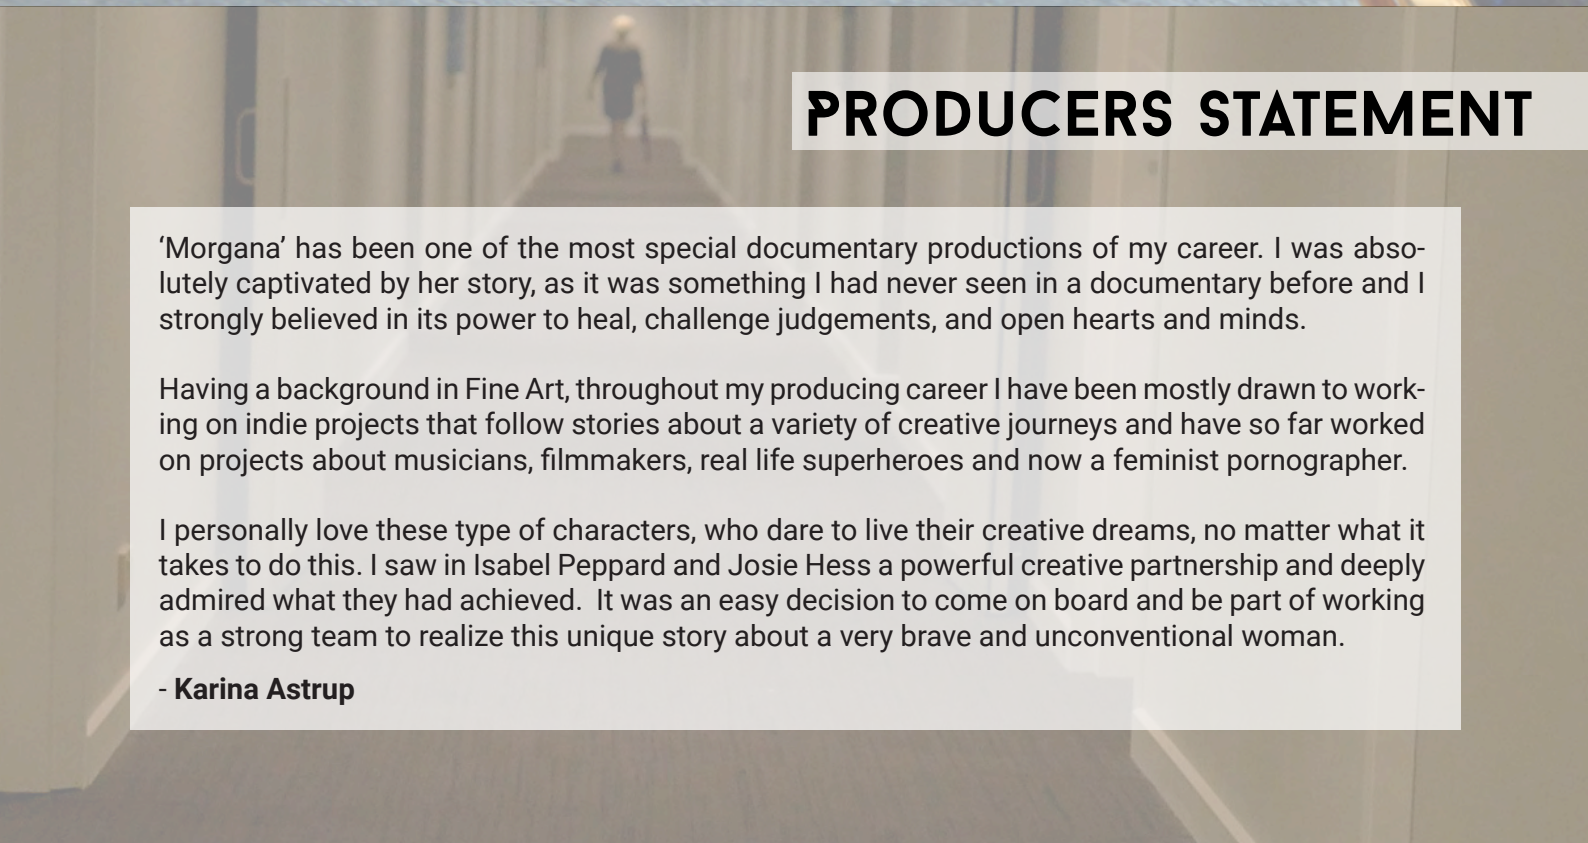 PRODUCERS STATEMENT
‘Morgana’ has been one of the most special documentary productions of my career. I was abso-
lutely captivated by her story, as it was something I had never seen in a documentary before and I
strongly believed in its power to heal, challenge judgements, and open hearts and minds.
Having a background in Fine Art, throughout my producing career I have been mostly drawn to work-
ing on indie projects that follow stories about a variety of creative journeys and have so far worked
on projects about musicians, filmmakers, real life superheroes and now a feminist pornographer.
I personally love these type of characters, who dare to live their creative dreams, no matter what it
takes to do this. I saw in Isabel Peppard and Josie Hess a powerful creative partnership and deeply
admired what they had achieved.  It was an easy decision to come on board and be part of working
as a strong team to realize this unique story about a very brave and unconventional woman.
- Karina Astrup